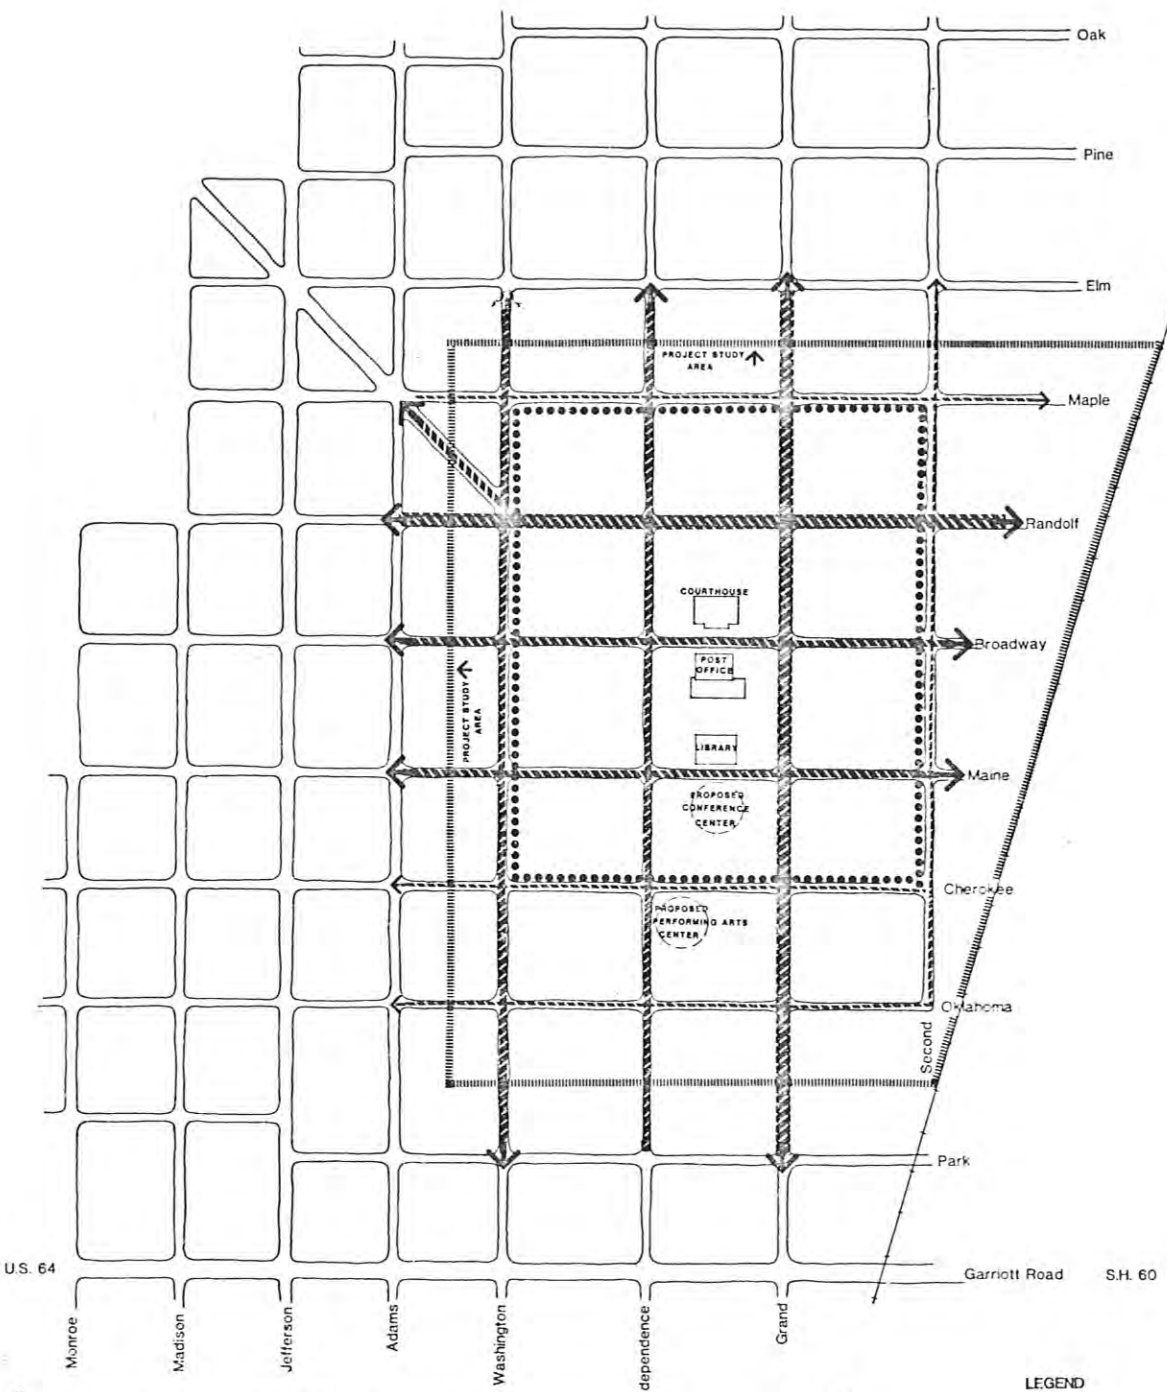 Oak
Pine
Elm
PROJECT STUDY
AREA
Maple
Randolf
COURTHOUSE
Broadway
POST
OFFICE
PROJECT STUDY
AREA
LIBRARY
Maine
PROPOSED
CONFERENCE
CENTER
Cherokee
PROPOSED
PERFORMING ARTS
CENTER
Oklahoma
Second
Park
U.S. 64
Garriott Road
S.H. 60
Monroe
Madison
Jefferson
Adams
Washington
dependence
Grand
LEGEND